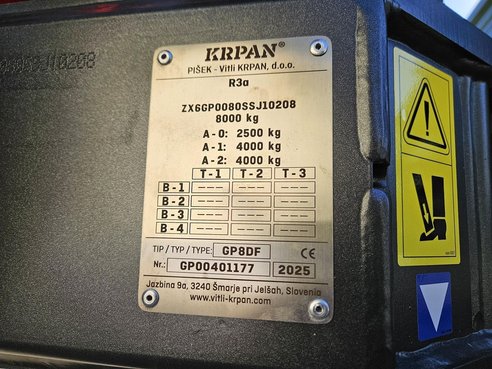 KRPAN®
PIŠEK - Vitli KRPAN, d.o.o.
R3a
ZX6GP0080SSJ10208
8000 kg
A - 0: 2500 kg
A - 1: 4000 kg
A - 2: 4000 kg
T - 1 T - 2 T - 3
B - 1 --- --- ---
B - 2 --- --- ---
B - 3 --- --- ---
B - 4 --- --- ---
TIP / TYP / TYPE: GP8DF CE
Nr.: GP00401177 2025
Jazbina 9a, 3240 Šmarje pri Jelšah, Slovenia
www.vitli-krpan.com